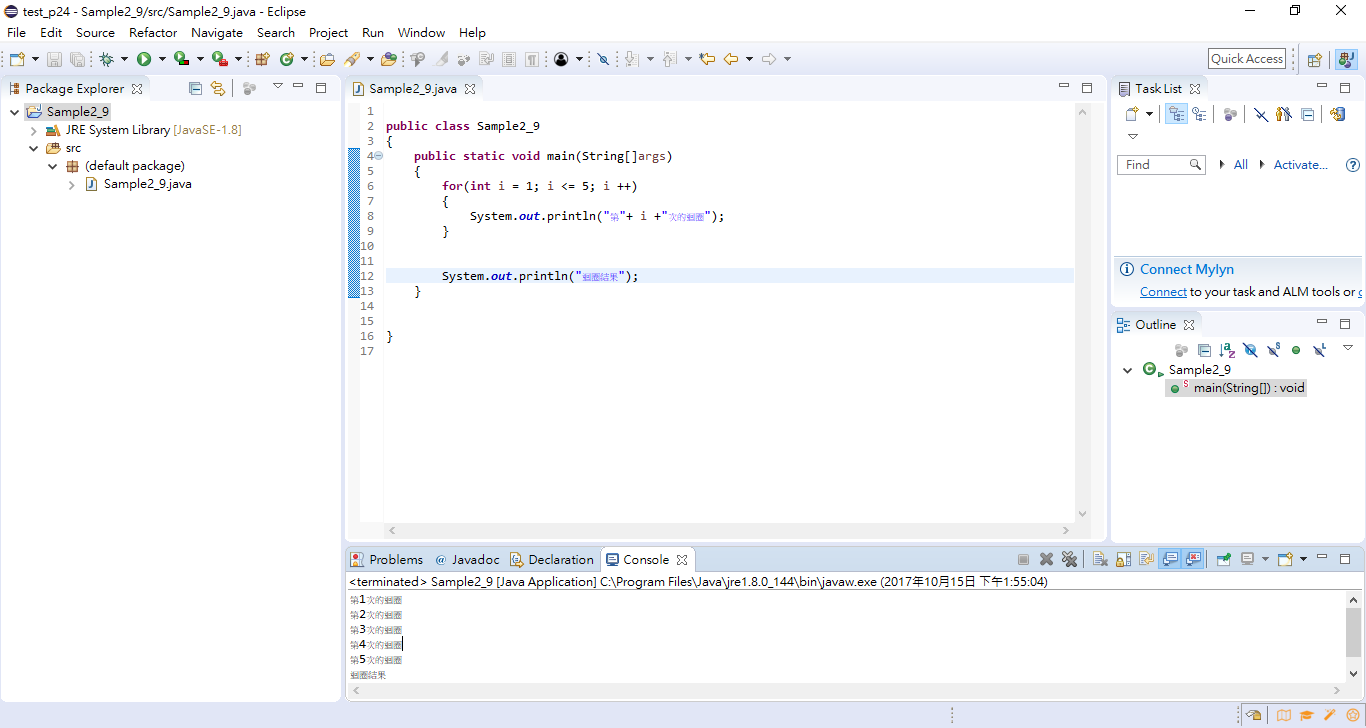 test_p24 - Sample2_9/src/Sample2_9.java - Eclipse
File Edit Source Refactor Navigate Search Project Run Window Help
Quick Access
Package Explorer
Sample2_9
JRE System Library [JavaSE-1.8]
src
(default package)
Sample2_9.java
Sample2_9.java
1
2 public class Sample2_9
3 {
4 public static void main(String[]args)
5 {
6 for(int i = 1; i <= 5; i ++)
7 {
8 System.out.println("第"+ i +"次的迴圈");
9 }
10
11
12 System.out.println("迴圈結果");
13 }
14
15
16 }
17
Task List
Find All Activate...
Connect Mylyn
Connect to your task and ALM tools or
Outline
Sample2_9
main(String[]) : void
Problems @ Javadoc Declaration Console
<terminated> Sample2_9 [Java Application] C:\Program Files\Java\jre1.8.0_144\bin\javaw.exe (2017年10月15日 下午1:55:04)
第1次的迴圈
第2次的迴圈
第3次的迴圈
第4次的迴圈
第5次的迴圈
迴圈結果